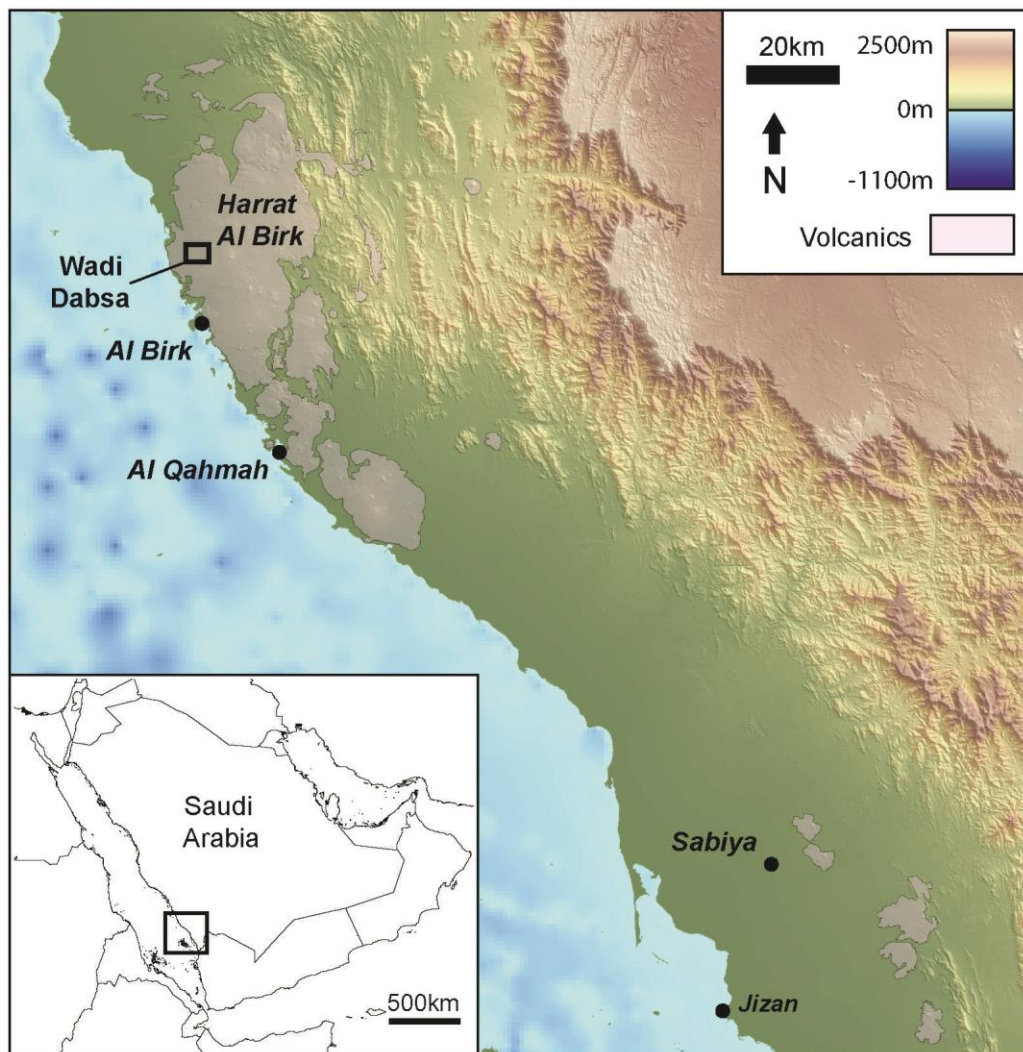 20km
N
2500m
0m
-1100m
Volcanics
Harrat
Al Birk
Wadi
Dabsa
Al Birk
Al Qahmah
Sabiya
Jizan
Saudi
Arabia
500km